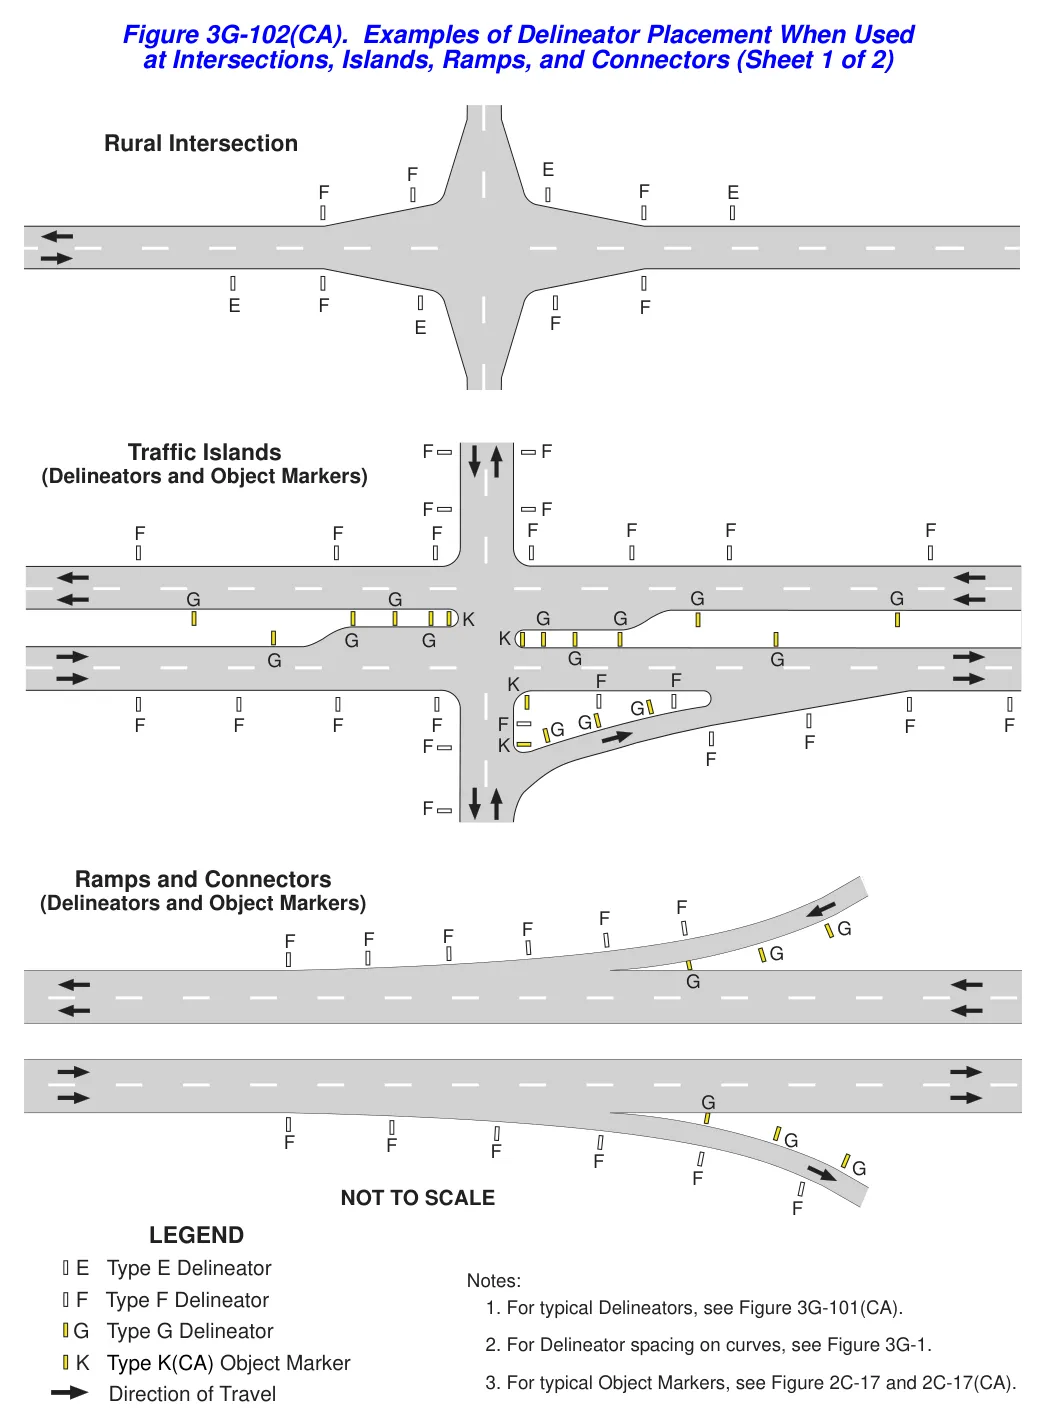 Figure 3G-102(CA).  Examples of Delineator Placement When Used
at Intersections, Islands, Ramps, and Connectors (Sheet 1 of 2)
Rural Intersection
F F E F E
E F E F F
Traffic Islands
(Delineators and Object Markers)
F F
F F
F F F F F F F
G G K G G G G
G G G K G G
K F F
F F F F F K G G G F F F F
F
F
Ramps and Connectors
(Delineators and Object Markers)
F F F F F F G G G
F F F F F F G G G
NOT TO SCALE
LEGEND
E Type E Delineator
F Type F Delineator
G Type G Delineator
K Type K(CA) Object Marker
Direction of Travel
Notes:
1. For typical Delineators, see Figure 3G-101(CA).
2. For Delineator spacing on curves, see Figure 3G-1.
3. For typical Object Markers, see Figure 2C-17 and 2C-17(CA).